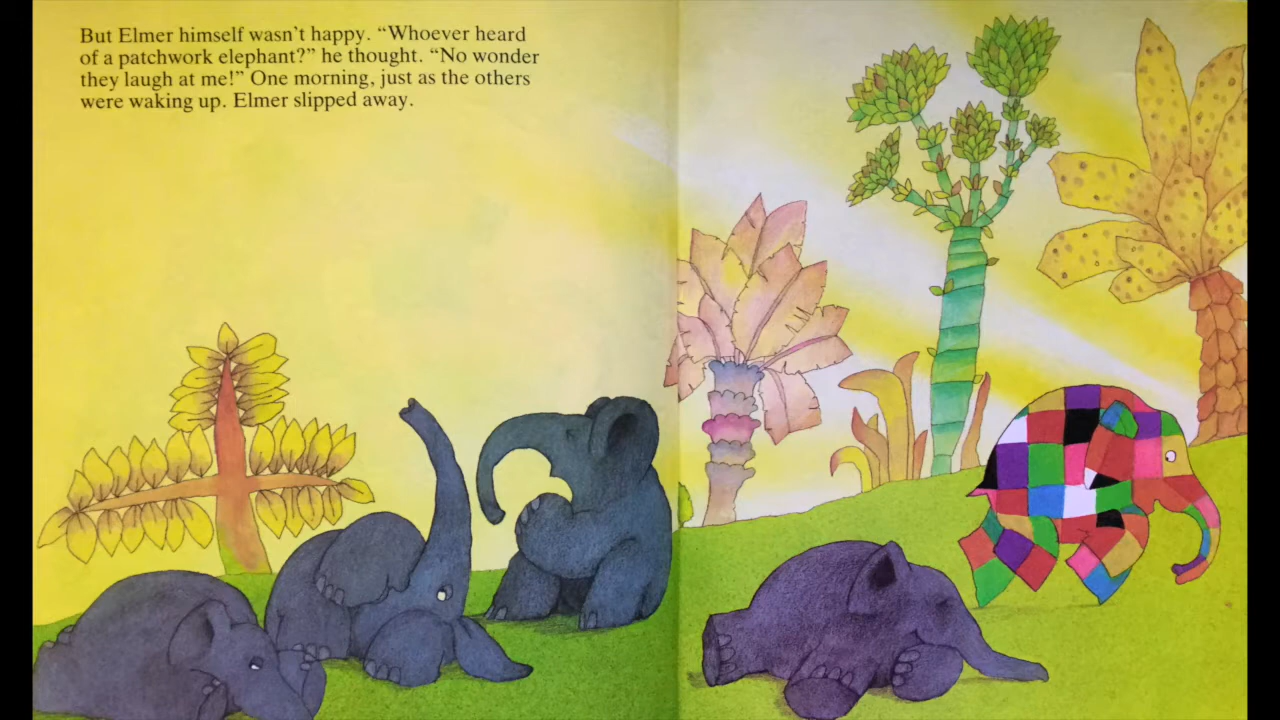 But Elmer himself wasn't happy. "Whoever heard
of a patchwork elephant?" he thought. "No wonder
they laugh at me!" One morning, just as the others
were waking up. Elmer slipped away.